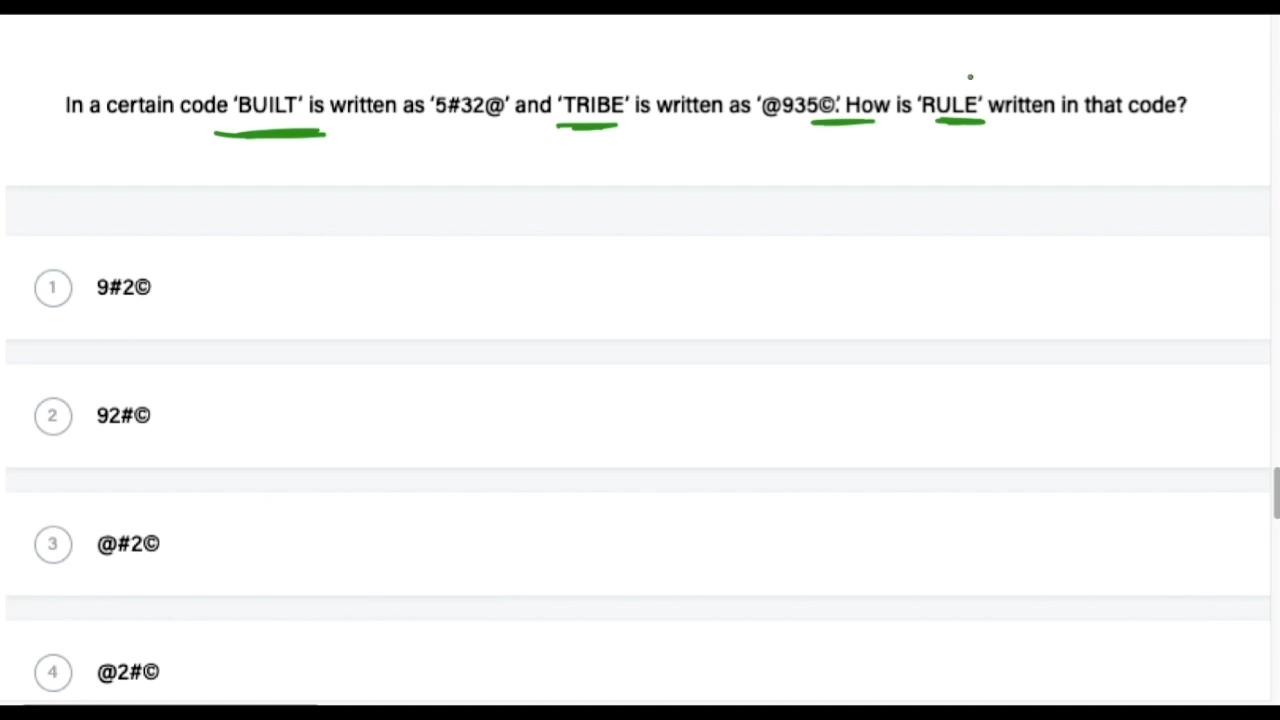 In a certain code ‘BUILT’ is written as ‘5#32@’ and ‘TRIBE’ is written as ‘@935©.’ How is ‘RULE’ written in that code?
1 9#2©
2 92#©
3 @#2©
4 @2#©